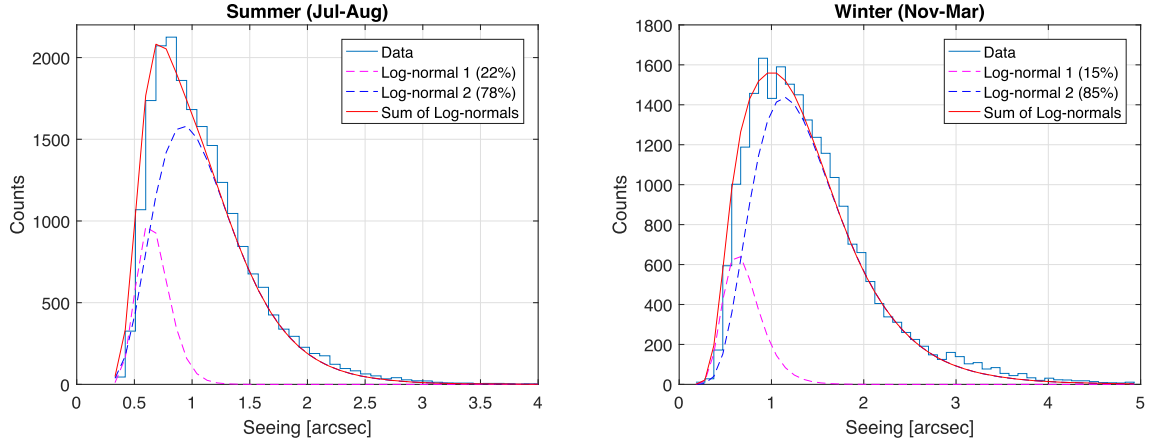 Summer (Jul-Aug)
2000
1500
1000
500
0
Counts
Data
Log-normal 1 (22%)
Log-normal 2 (78%)
Sum of Log-normals
0 0.5 1 1.5 2 2.5 3 3.5 4
Seeing [arcsec]
Winter (Nov-Mar)
1800
1600
1400
1200
1000
800
600
400
200
0
Counts
Data
Log-normal 1 (15%)
Log-normal 2 (85%)
Sum of Log-normals
0 1 2 3 4 5
Seeing [arcsec]